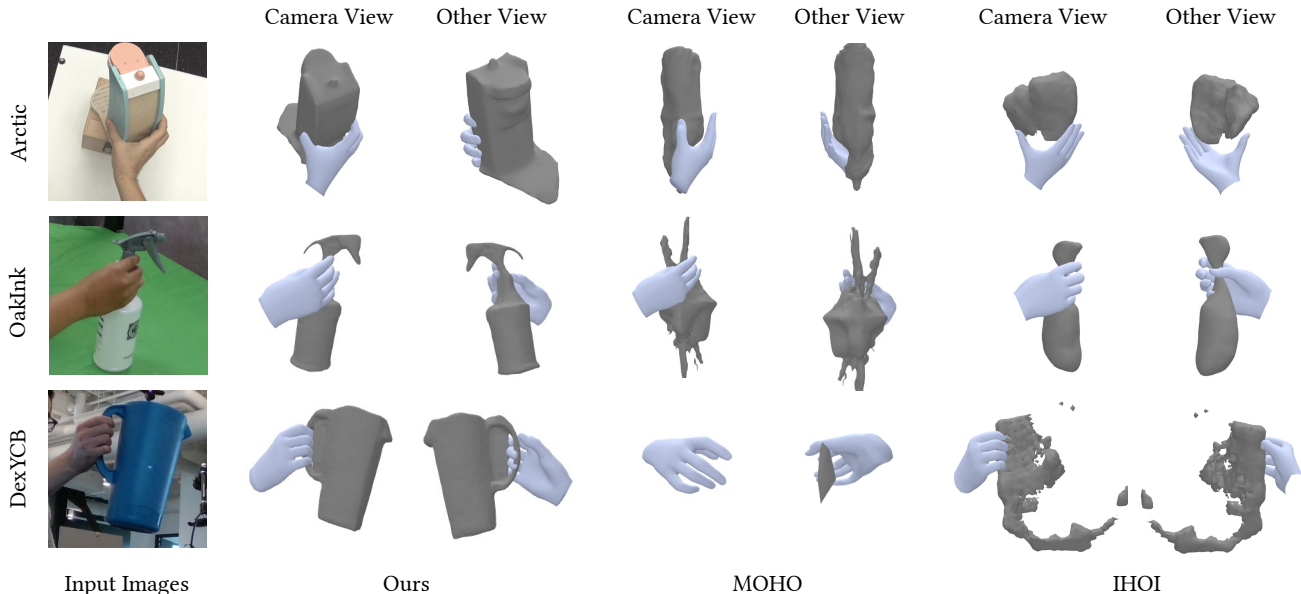 Camera View Other View Camera View Other View Camera View Other View
Arctic
OakInk
DexYCB
Input Images Ours MOHO IHOI